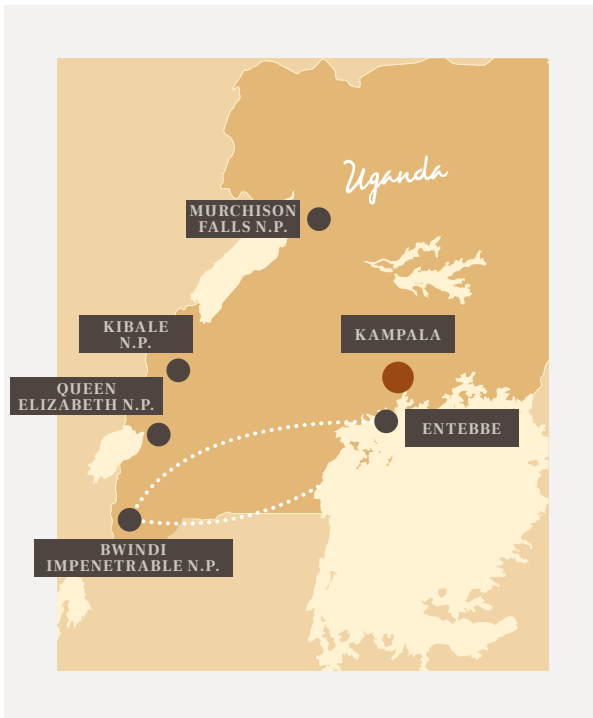 Uganda
MURCHISON
FALLS N.P.
KIBALE
N.P.
KAMPALA
QUEEN
ELIZABETH N.P.
ENTEBBE
BWINDI
IMPENETRABLE N.P.